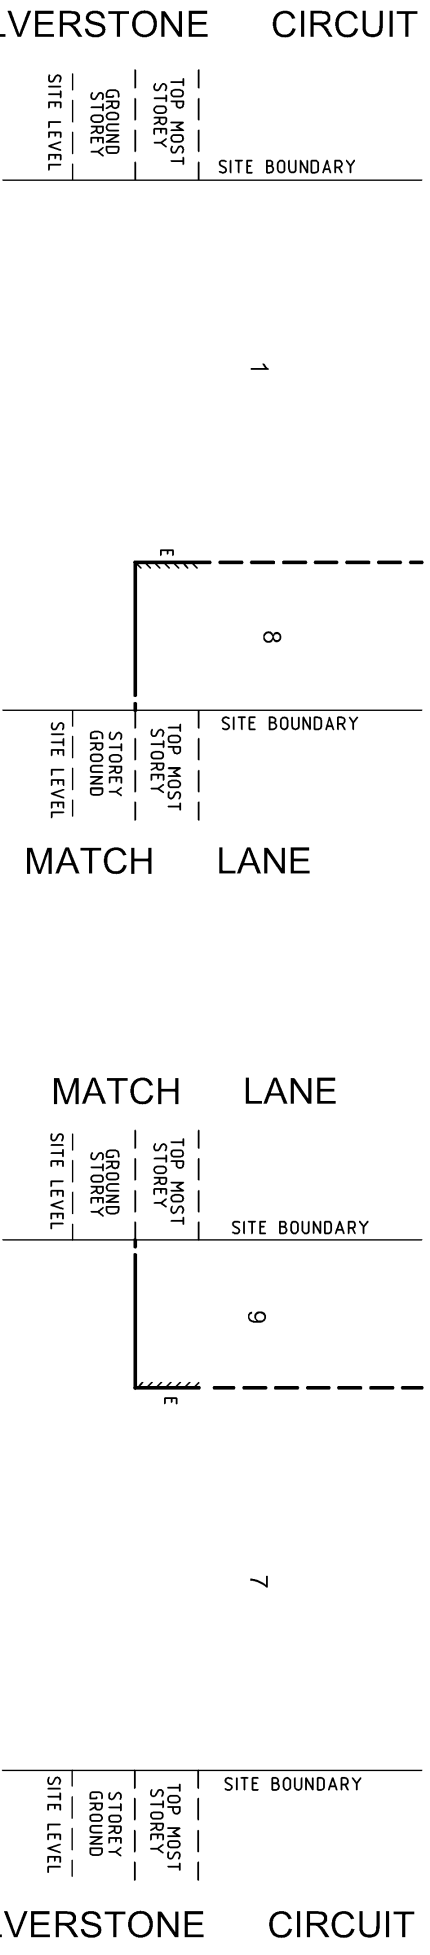 LVERSTONE CIRCUIT
SITE LEVEL
GROUND
STOREY
TOP MOST
STOREY
SITE BOUNDARY
1
E
8
SITE BOUNDARY
SITE LEVEL
STOREY
GROUND
TOP MOST
STOREY
MATCH LANE
MATCH LANE
SITE LEVEL
GROUND
STOREY
TOP MOST
STOREY
SITE BOUNDARY
9
E
7
SITE BOUNDARY
SITE LEVEL
STOREY
GROUND
TOP MOST
STOREY
LVERSTONE CIRCUIT